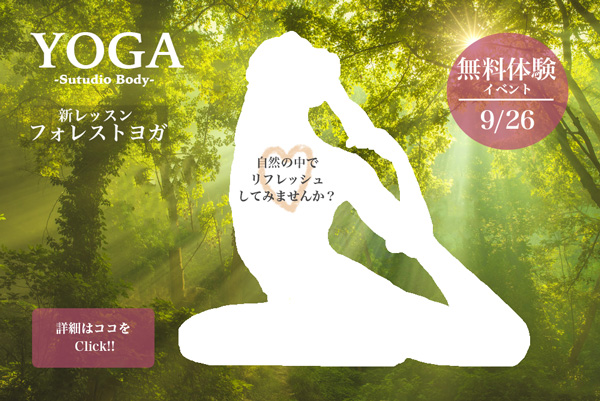 YOGA
-Sutudio Body-
新レッスン
フォレストヨガ
無料体験
イベント
9/26
自然の中で
リフレッシュ
してみませんか？
詳細はココを
Click!!